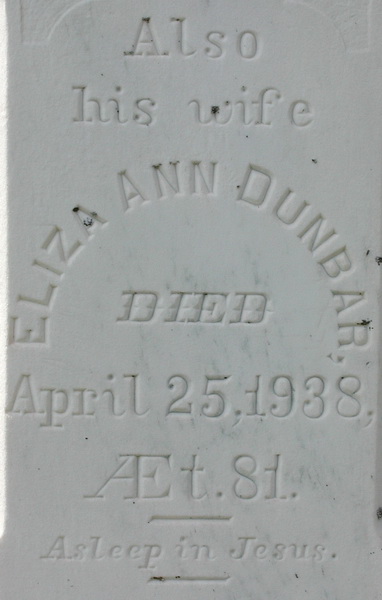 Also
his wife
ELIZA ANN DUNBAR,
DIED
April 25, 1938,
Æt. 81.
Asleep in Jesus.